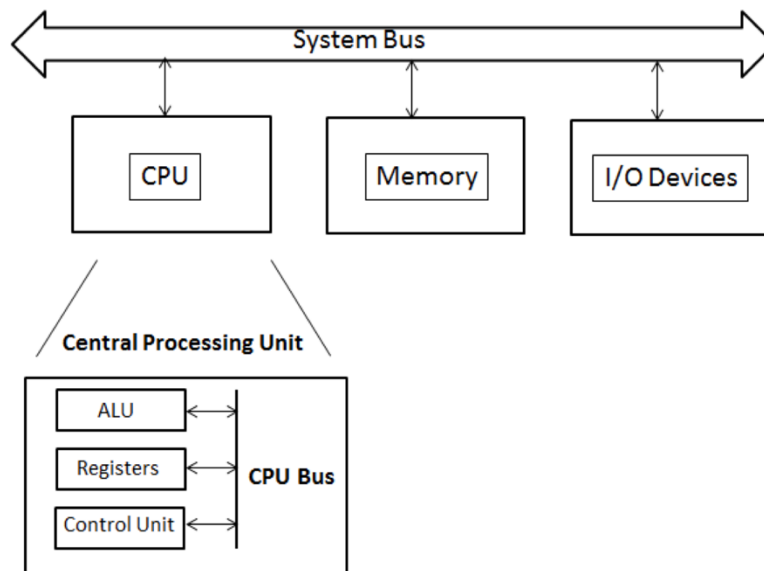 System Bus
CPU
Memory
I/O Devices
Central Processing Unit
ALU
Registers
CPU Bus
Control Unit